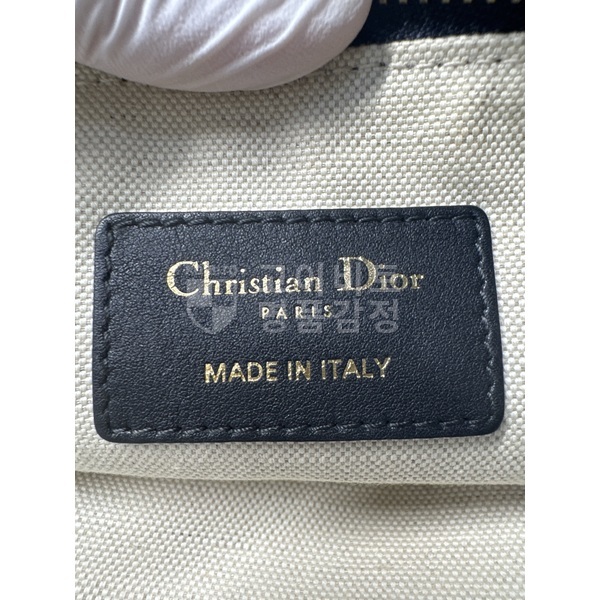 Christian Dior
PARIS
MADE IN ITALY
명품감정